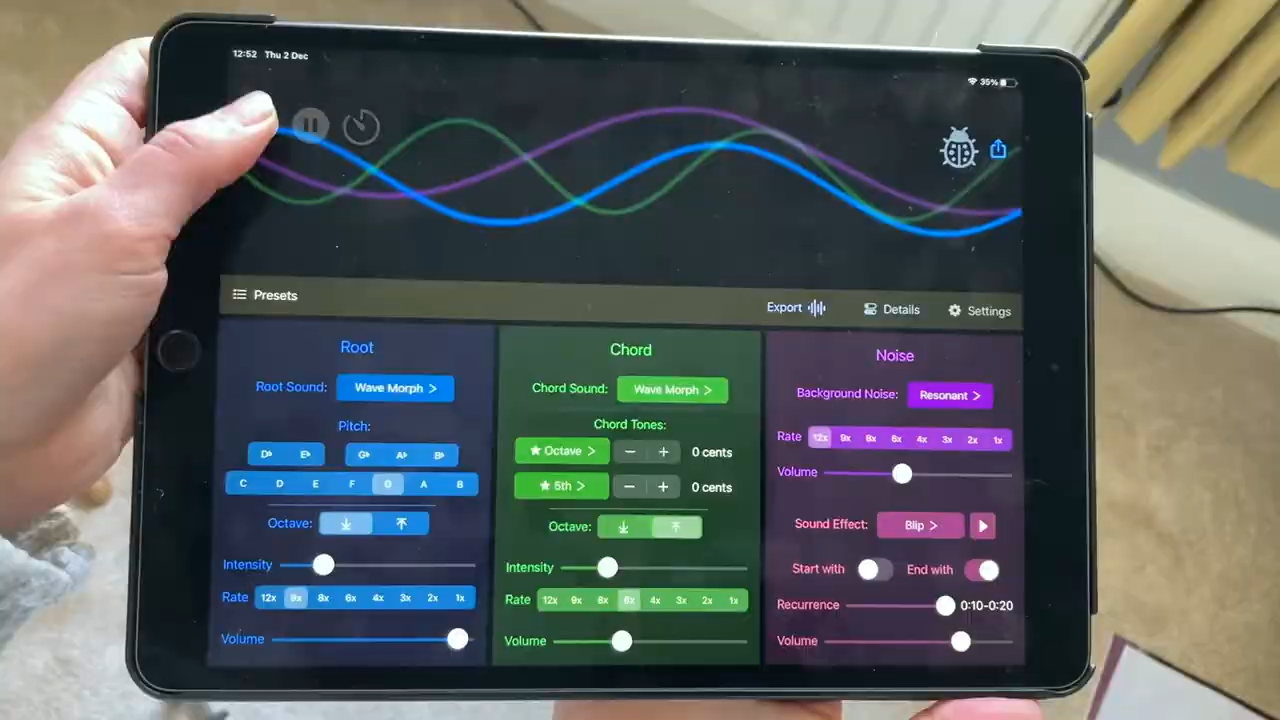 12:52 Thu 2 Dec
35%
Presets
Export
Details
Settings
Root
Root Sound: Wave Morph >
Pitch:
D♭ E♭ G♭ A♭ B♭
C D E F G A B
Octave:
Intensity
Rate 12x 9x 8x 6x 4x 3x 2x 1x
Volume
Chord
Chord Sound: Wave Morph >
Chord Tones:
★ Octave > − + 0 cents
★ 5th > − + 0 cents
Octave:
Intensity
Rate 12x 9x 8x 6x 4x 3x 2x 1x
Volume
Noise
Background Noise: Resonant >
Rate 12x 9x 8x 6x 4x 3x 2x 1x
Volume
Sound Effect: Blip >
Start with End with
Recurrence 0:10-0:20
Volume